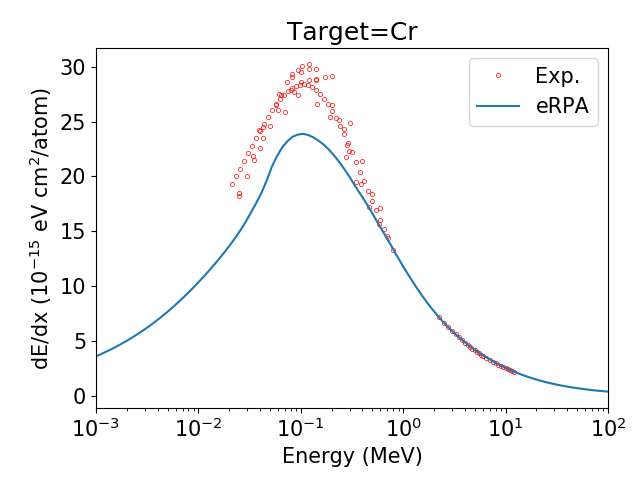 Target=Cr
Exp.
eRPA
dE/dx (10⁻¹⁵ eV cm²/atom)
30
25
20
15
10
5
0
10⁻³ 10⁻² 10⁻¹ 10⁰ 10¹ 10²
Energy (MeV)